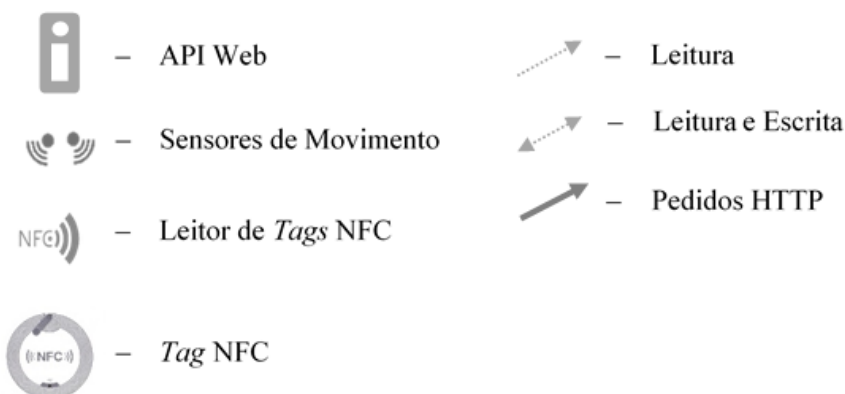 – API Web
– Leitura
– Sensores de Movimento
– Leitura e Escrita
– Pedidos HTTP
NFC – Leitor de Tags NFC
((NFC)) – Tag NFC